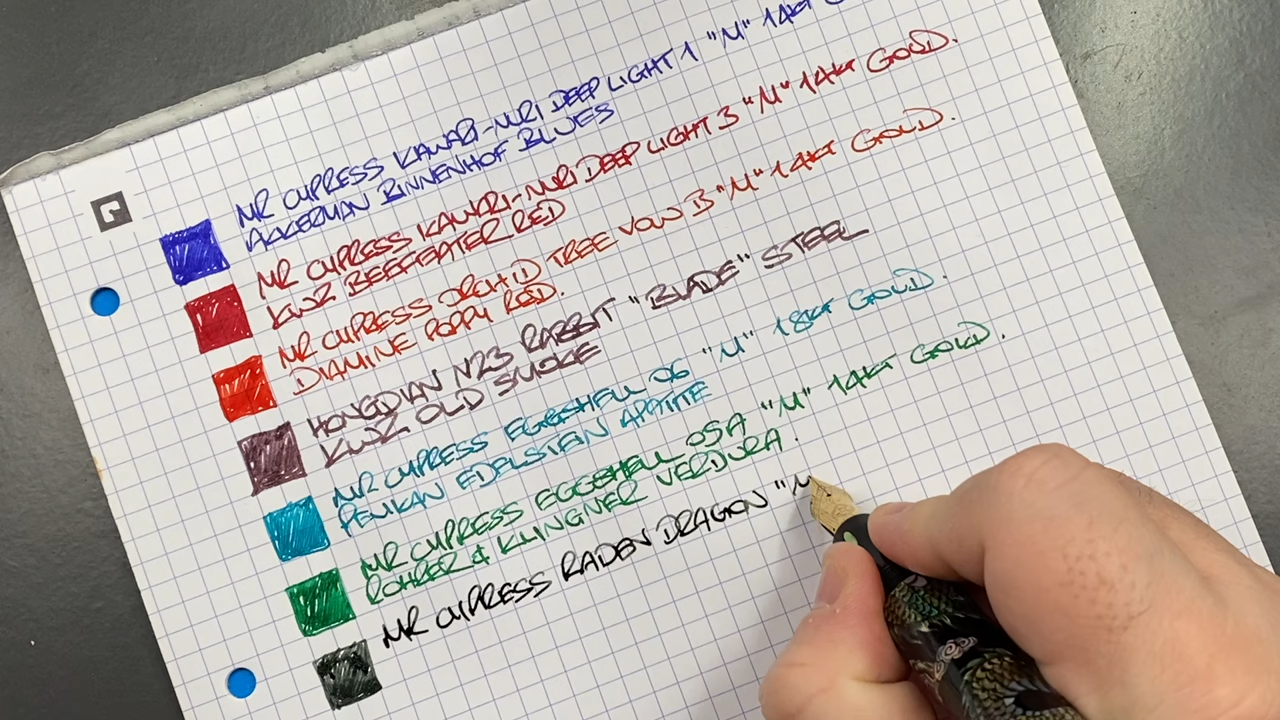 MR CYPRESS KAWARI-NURI DEEP LIGHT 1 "M" 14KT
AKKERMAN BINNENHOF BLUES
MR CYPRESS KAWARI-NURI DEEP LIGHT 3 "M" 14KT GOLD.
KWZ BEEFEATER RED
MR CYPRESS ORCHID TREE VOW B "M" 14KT GOLD.
DIAMINE POPPY RED.
HONGDIAN N23 RABBIT "BLADE" STEEL
KWZ OLD SMOKE
MR CYPRESS EGGSHELL 06 "M" 18KT GOLD.
PELIKAN EDELSTEIN APATITE
MR CYPRESS EGGSHELL 05A "M" 14KT GOLD.
ROHRER & KLINGNER VERDURA.
MR CYPRESS RADEN DRAGON "M